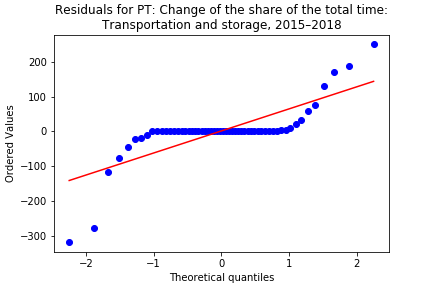 Residuals for PT: Change of the share of the total time:
Transportation and storage, 2015–2018
Ordered Values
200
100
0
−100
−200
−300
−2
−1
0
1
2
Theoretical quantiles